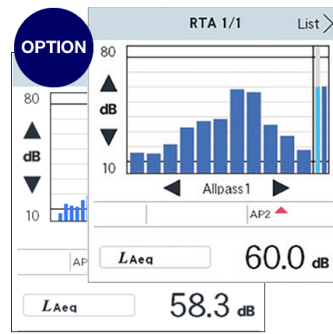 OPTION
RTA 1/1 List
80
dB
10
Allpass1
AP2
LAeq 60.0 dB
80
dB
10
AP
LAeq 58.3 dB